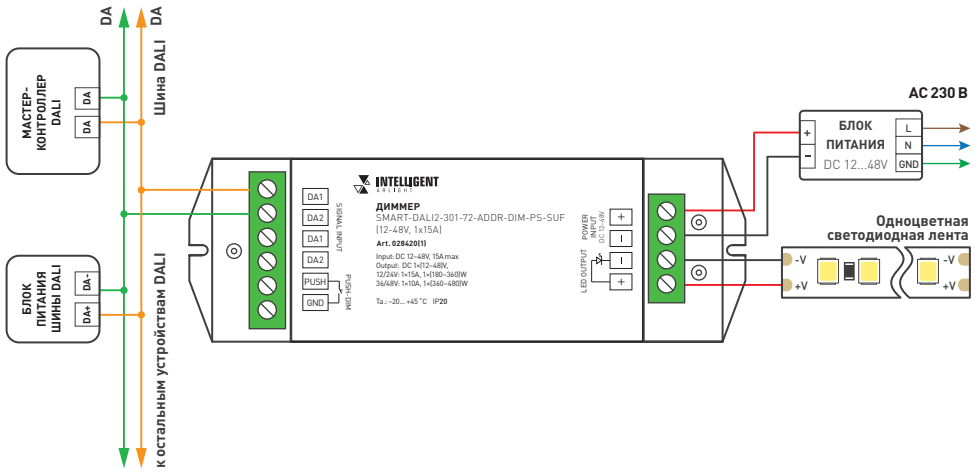 DA
DA
Шина DALI
МАСТЕР-
КОНТРОЛЛЕР
DALI
DA
DA
БЛОК
ПИТАНИЯ
ШИНЫ DALI
DA-
DA+
к остальным устройствам DALI
DA1
DA2
DA1
DA2
PUSH
GND
SIGNAL INPUT
PUSH-DIM
INTELLIGENT
ARLIGHT
ДИММЕР
SMART-DALI2-301-72-ADDR-DIM-PS-SUF
(12-48V, 1x15A)
Art. 028420(1)
Input: DC 12–48V, 15A max
Output: DC 1×(12–48)V,
12/24V: 1×15A, 1×(180–360)W
36/48V: 1×10A, 1×(360–480)W
Ta.: –20... +45 °C IP20
POWER
INPUT
DC 12-48V
LED OUTPUT
+
–
–
+
AC 230 В
+
–
БЛОК
ПИТАНИЯ
DC 12...48V
L
N
GND
Одноцветная
светодиодная лента
-V
+V
-V
+V